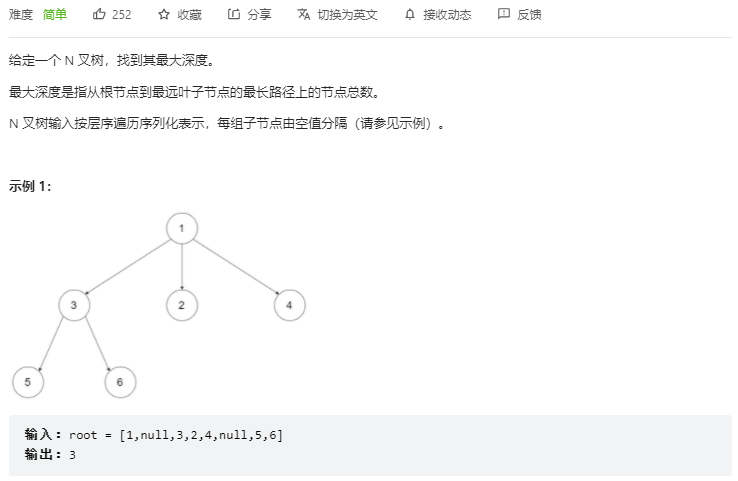 难度 简单 252 收藏 分享 切换为英文 接收动态 反馈
给定一个 N 叉树，找到其最大深度。
最大深度是指从根节点到最远叶子节点的最长路径上的节点总数。
N 叉树输入按层序遍历序列化表示，每组子节点由空值分隔（请参见示例）。
示例 1：
1
3 2 4
5 6
输入：root = [1,null,3,2,4,null,5,6]
输出：3